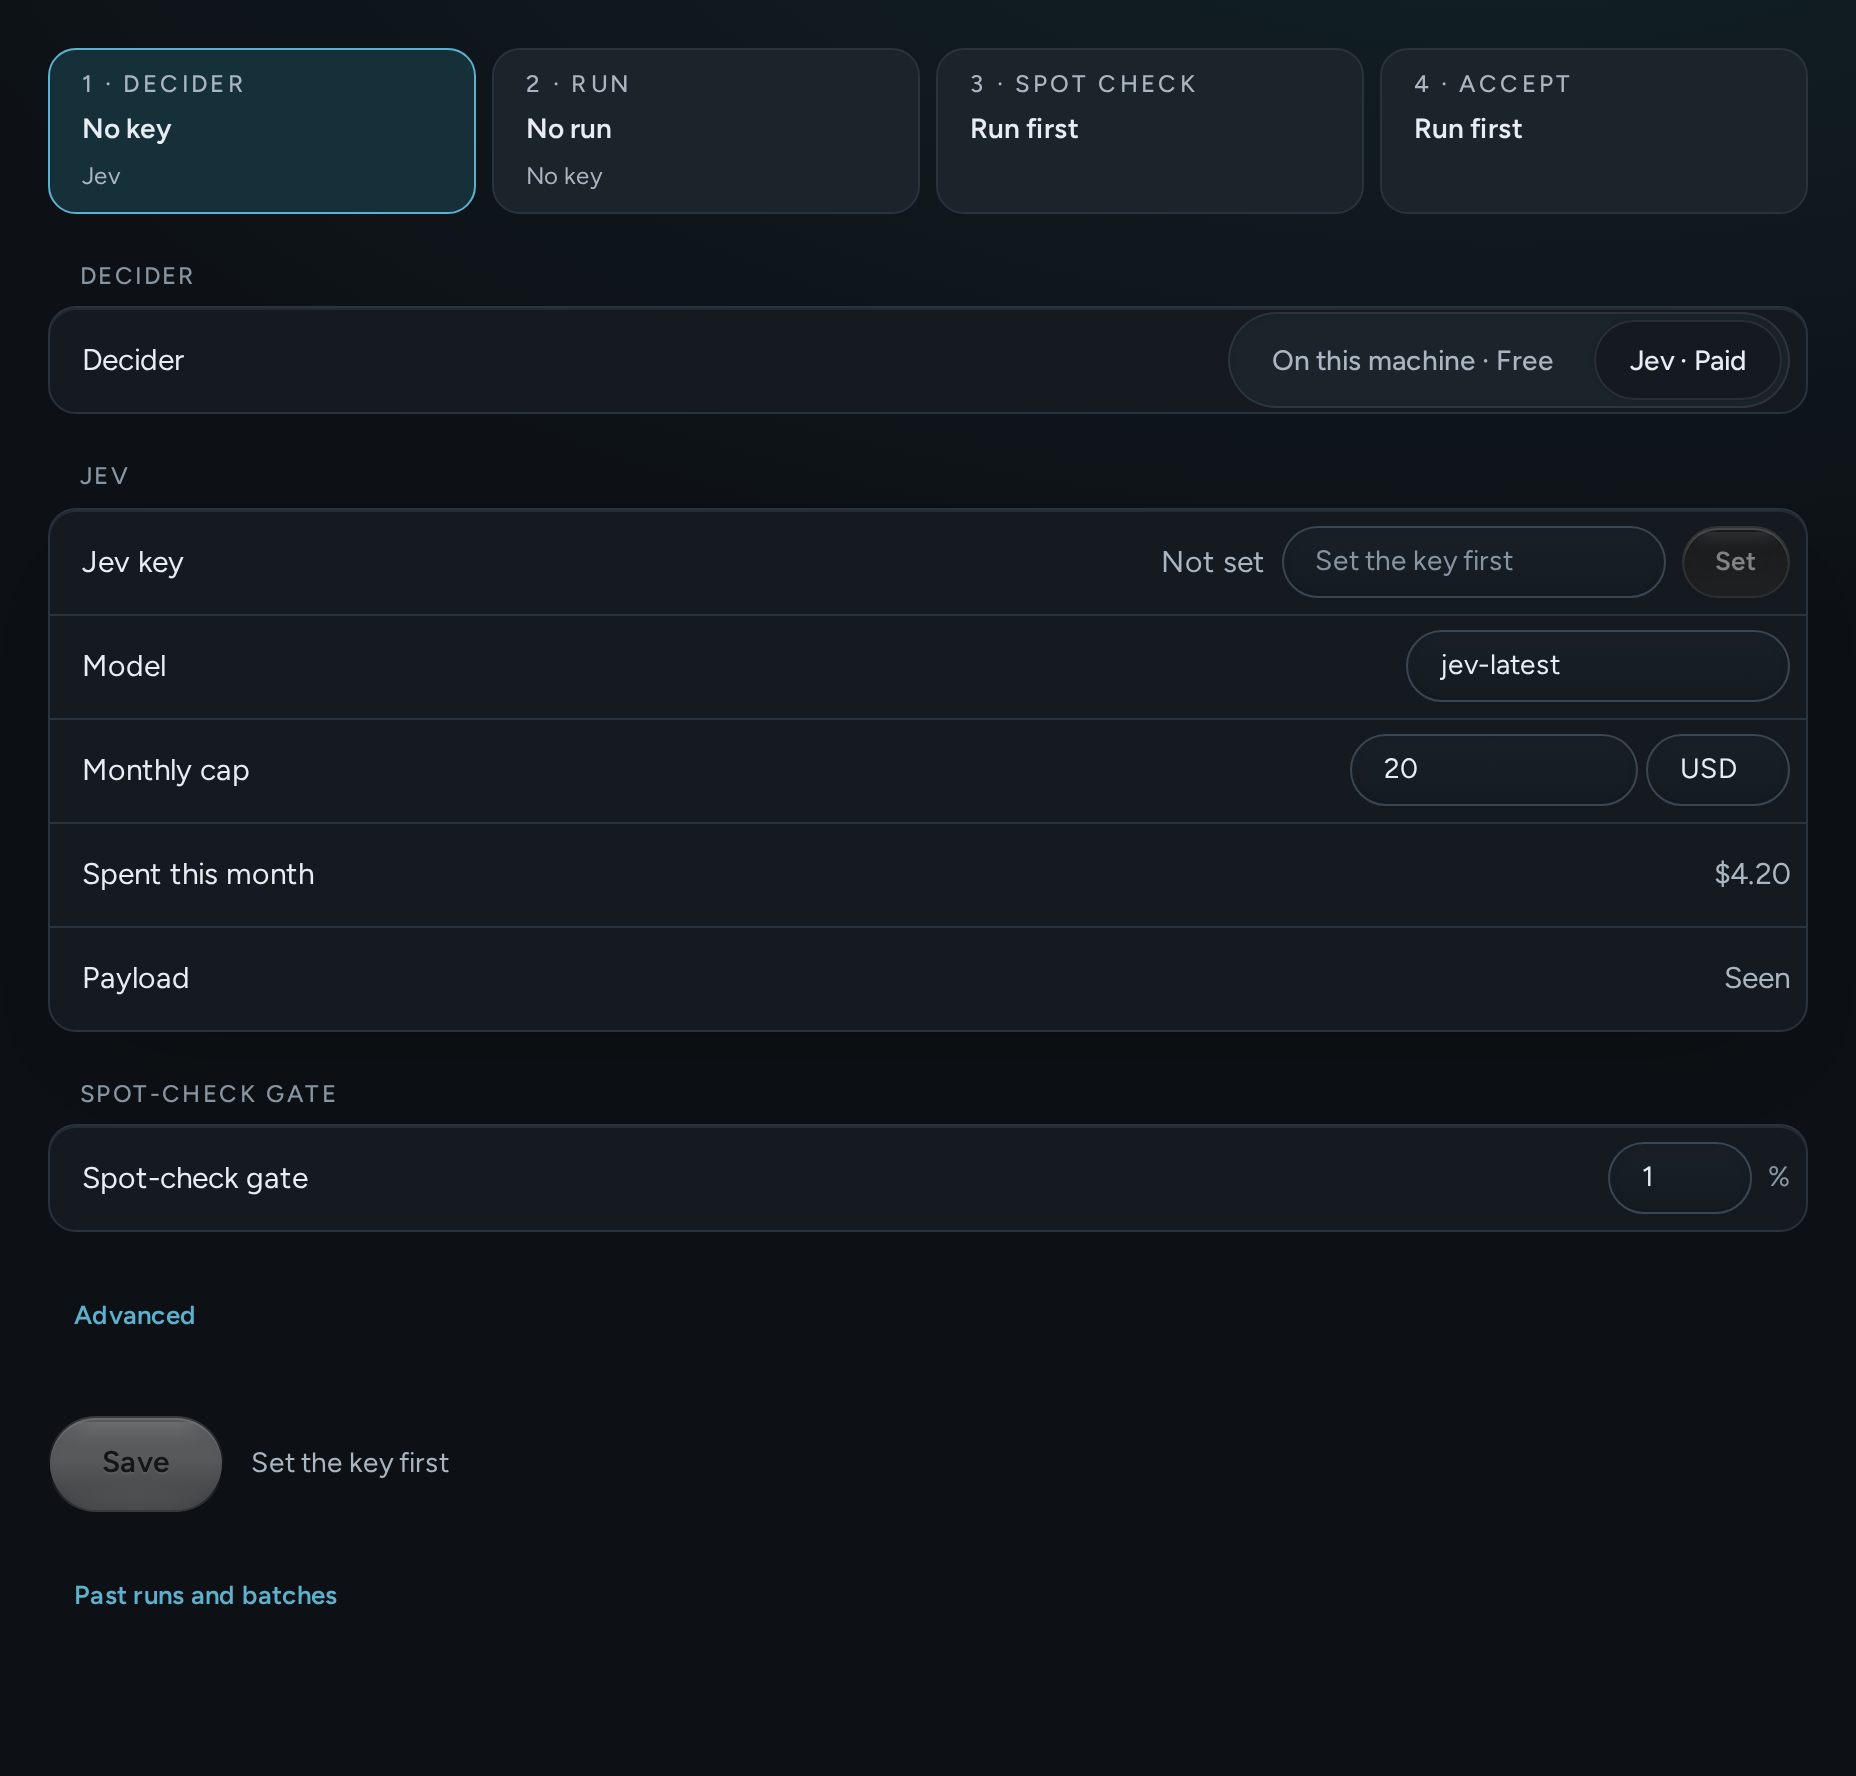 1 · DECIDER
No key
Jev
2 · RUN
No run
No key
3 · SPOT CHECK
Run first
4 · ACCEPT
Run first
DECIDER
Decider
On this machine · Free
Jev · Paid
JEV
Jev key
Not set
Set the key first
Set
Model
jev-latest
Monthly cap
20
USD
Spent this month
$4.20
Payload
Seen
SPOT-CHECK GATE
Spot-check gate
1
%
Advanced
Save
Set the key first
Past runs and batches